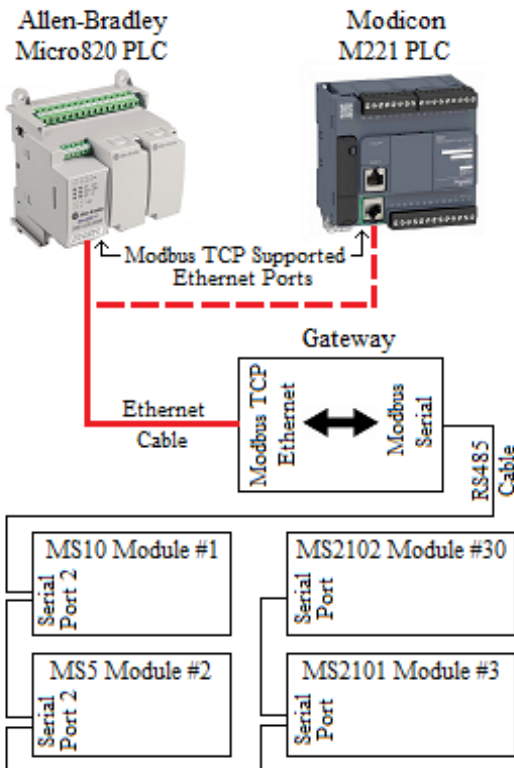 Allen-Bradley
Micro820 PLC
Modicon
M221 PLC
Modbus TCP Supported
Ethernet Ports
Gateway
Modbus TCP
Ethernet
Modbus
Serial
Ethernet
Cable
RS485
Cable
MS10 Module #1
Serial
Port 2
MS2102 Module #30
Serial
Port
MS5 Module #2
Serial
Port 2
MS2101 Module #3
Serial
Port